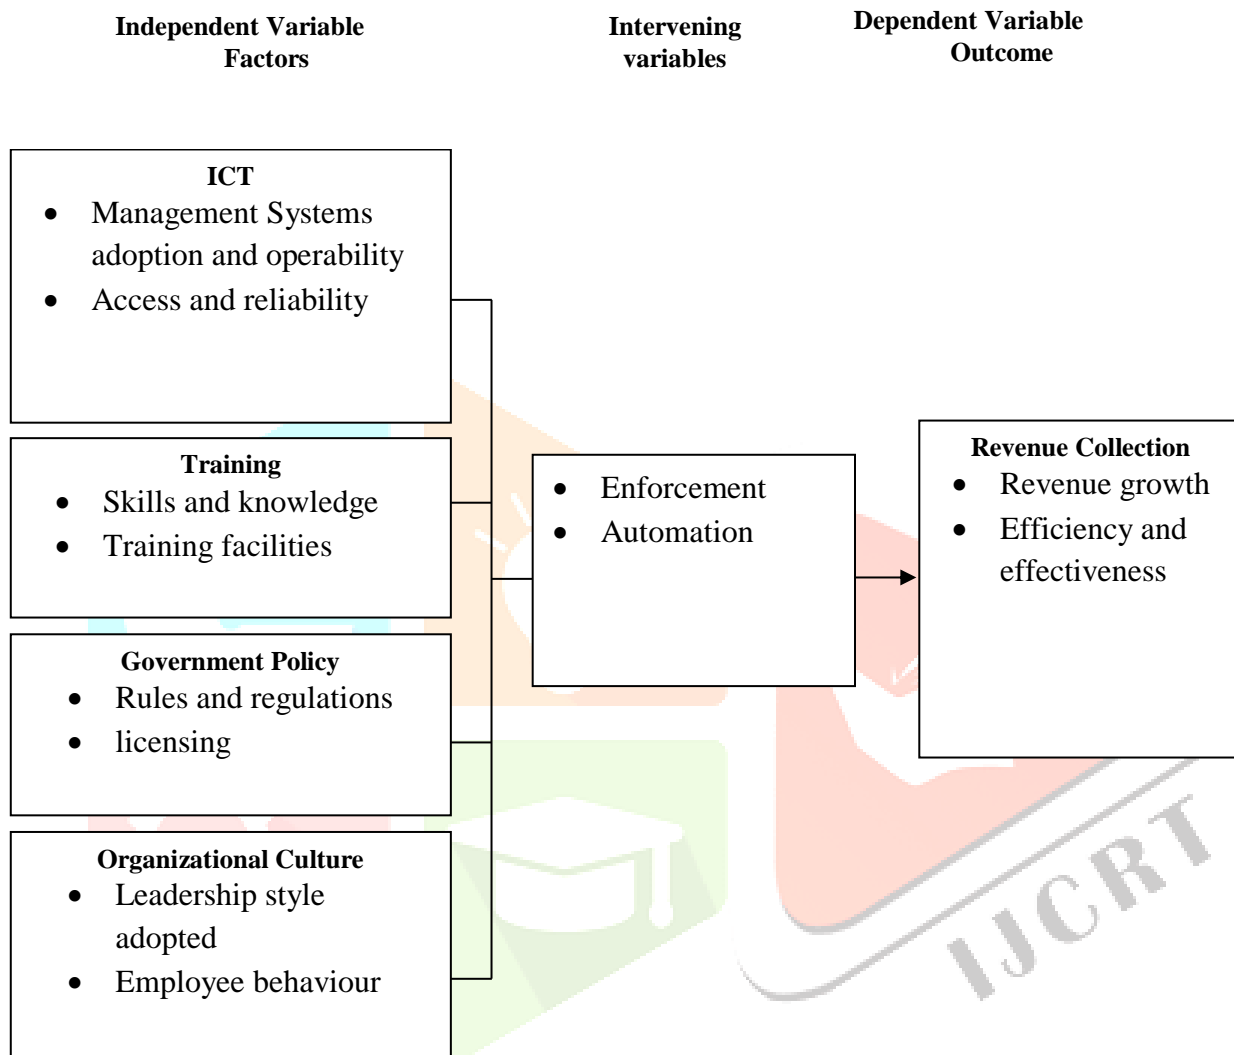 Independent Variable
Factors
Intervening
variables
Dependent Variable
Outcome
ICT
• Management Systems
adoption and operability
• Access and reliability
Training
• Skills and knowledge
• Training facilities
Government Policy
• Rules and regulations
• licensing
Organizational Culture
• Leadership style
adopted
• Employee behaviour
• Enforcement
• Automation
Revenue Collection
• Revenue growth
• Efficiency and
effectiveness
IJCRT